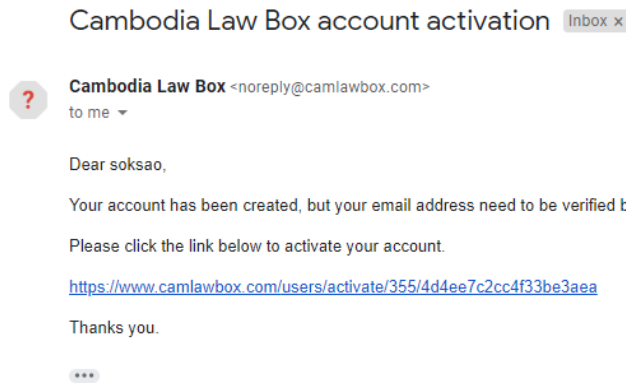 Cambodia Law Box account activation Inbox x
Cambodia Law Box <noreply@camlawbox.com>
?
to me
Dear soksao,
Your account has been created, but your email address need to be verified b
Please click the link below to activate your account.
https://www.camlawbox.com/users/activate/355/4d4ee7c2cc4f33be3aea
Thanks you.